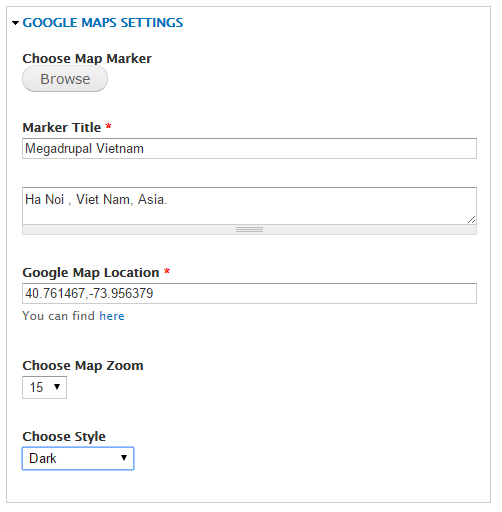 GOOGLE MAPS SETTINGS
Choose Map Marker
Browse
Marker Title *
Megadrupal Vietnam
Ha Noi , Viet Nam, Asia.
Google Map Location *
40.761467,-73.956379
You can find here
Choose Map Zoom
15
Choose Style
Dark